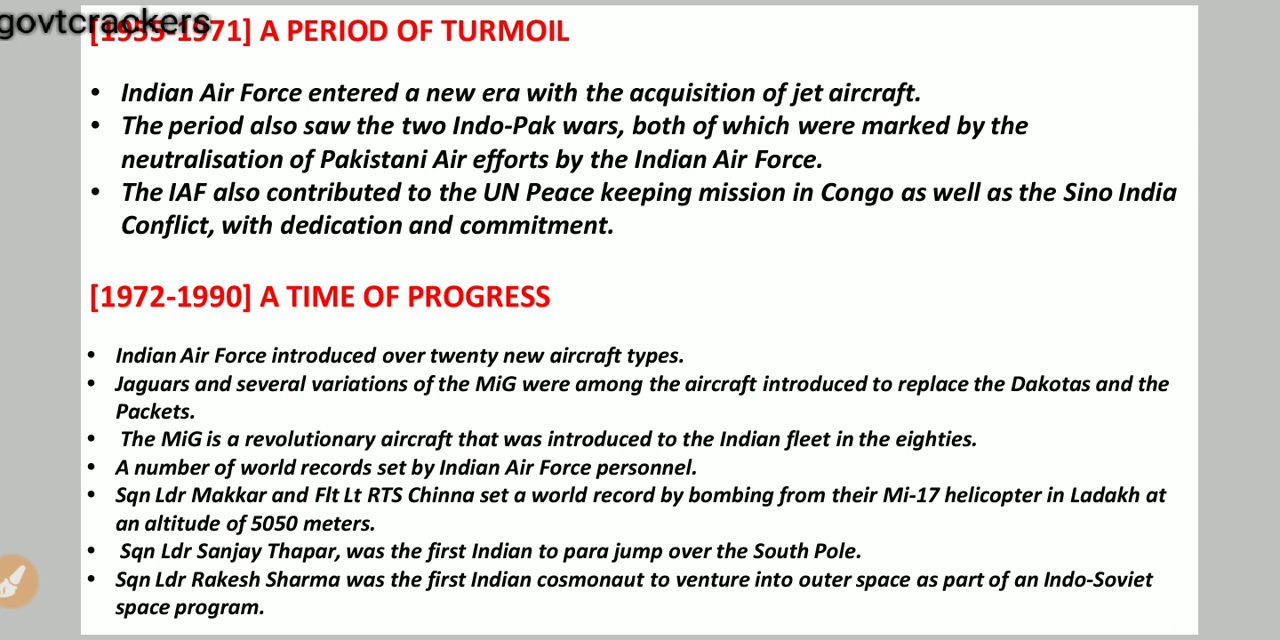 govtcrackers
[1955-1971] A PERIOD OF TURMOIL
• Indian Air Force entered a new era with the acquisition of jet aircraft.
• The period also saw the two Indo-Pak wars, both of which were marked by the
neutralisation of Pakistani Air efforts by the Indian Air Force.
• The IAF also contributed to the UN Peace keeping mission in Congo as well as the Sino India
Conflict, with dedication and commitment.
[1972-1990] A TIME OF PROGRESS
• Indian Air Force introduced over twenty new aircraft types.
• Jaguars and several variations of the MiG were among the aircraft introduced to replace the Dakotas and the
Packets.
• The MiG is a revolutionary aircraft that was introduced to the Indian fleet in the eighties.
• A number of world records set by Indian Air Force personnel.
• Sqn Ldr Makkar and Flt Lt RTS Chinna set a world record by bombing from their Mi-17 helicopter in Ladakh at
an altitude of 5050 meters.
• Sqn Ldr Sanjay Thapar, was the first Indian to para jump over the South Pole.
• Sqn Ldr Rakesh Sharma was the first Indian cosmonaut to venture into outer space as part of an Indo-Soviet
space program.